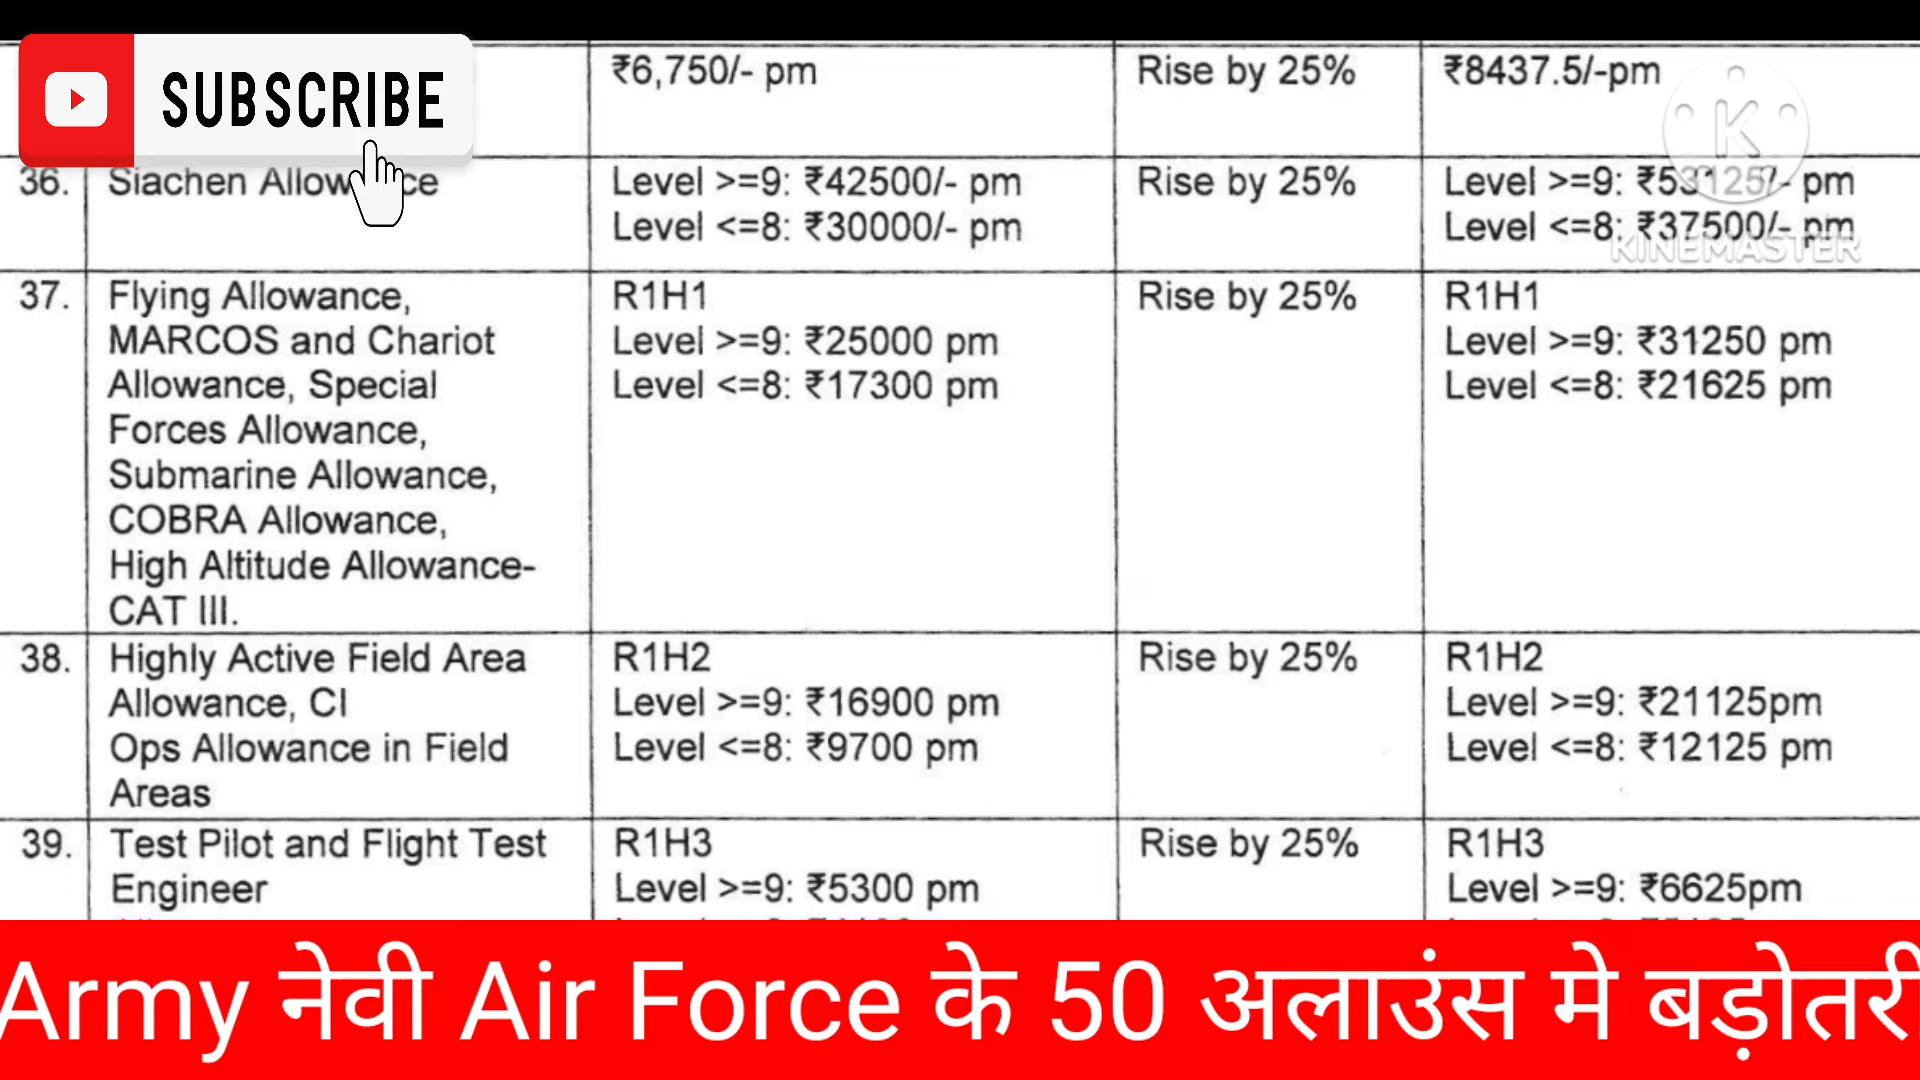 SUBSCRIBE
₹6,750/- pm
Rise by 25%
₹8437.5/-pm
36.
Siachen Allow ce
Level >=9: ₹42500/- pm
Level <=8: ₹30000/- pm
Rise by 25%
Level >=9: ₹53125/- pm
Level <=8: ₹37500/- pm
K
KINEMASTER
37.
Flying Allowance,
MARCOS and Chariot
Allowance, Special
Forces Allowance,
Submarine Allowance,
COBRA Allowance,
High Altitude Allowance-
CAT III.
R1H1
Level >=9: ₹25000 pm
Level <=8: ₹17300 pm
Rise by 25%
R1H1
Level >=9: ₹31250 pm
Level <=8: ₹21625 pm
38.
Highly Active Field Area
Allowance, CI
Ops Allowance in Field
Areas
R1H2
Level >=9: ₹16900 pm
Level <=8: ₹9700 pm
Rise by 25%
R1H2
Level >=9: ₹21125pm
Level <=8: ₹12125 pm
39.
Test Pilot and Flight Test
Engineer
R1H3
Level >=9: ₹5300 pm
Rise by 25%
R1H3
Level >=9: ₹6625pm
Army नेवी Air Force के 50 अलाउंस मे बड़ोतरी